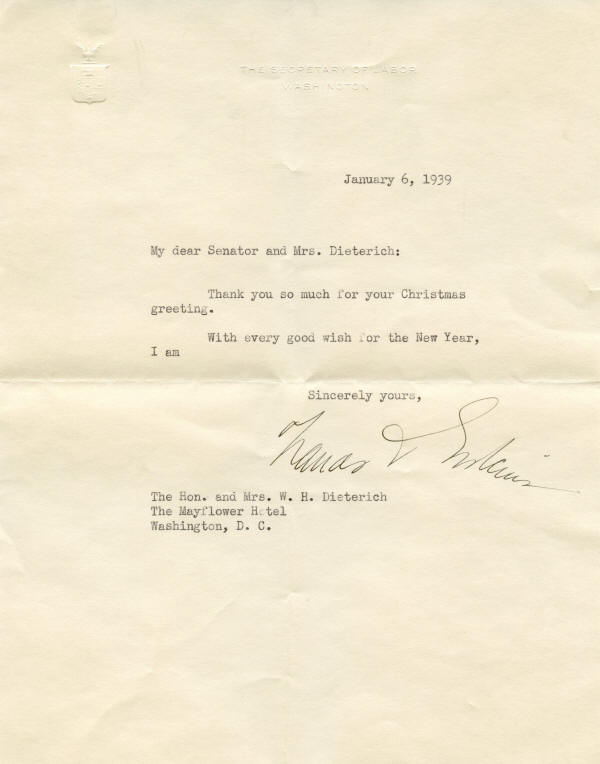 THE SECRETARY OF LABOR
WASHINGTON
January 6, 1939
My dear Senator and Mrs. Dieterich:
Thank you so much for your Christmas
greeting.
With every good wish for the New Year,
I am
Sincerely yours,
Frances Perkins
The Hon. and Mrs. W. H. Dieterich
The Mayflower Hotel
Washington, D. C.